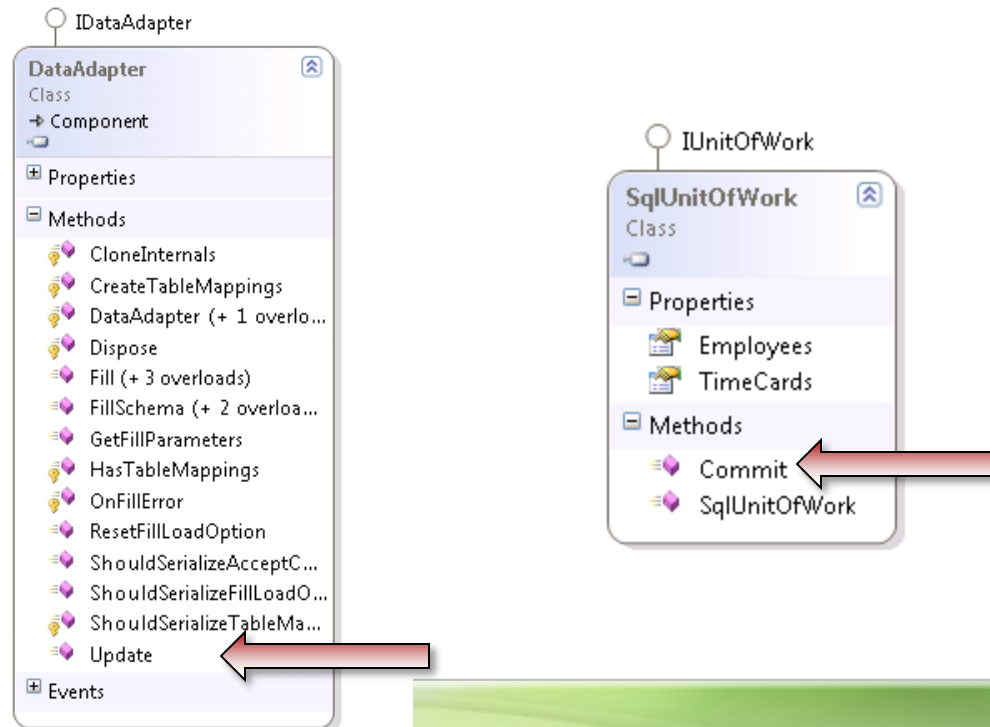 IDataAdapter
DataAdapter
Class
Component
Properties
Methods
CloneInternals
CreateTableMappings
DataAdapter (+ 1 overlo...
Dispose
Fill (+ 3 overloads)
FillSchema (+ 2 overloa...
GetFillParameters
HasTableMappings
OnFillError
ResetFillLoadOption
ShouldSerializeAcceptC...
ShouldSerializeFillLoadO...
ShouldSerializeTableMa...
Update
Events
IUnitOfWork
SqlUnitOfWork
Class
Properties
Employees
TimeCards
Methods
Commit
SqlUnitOfWork